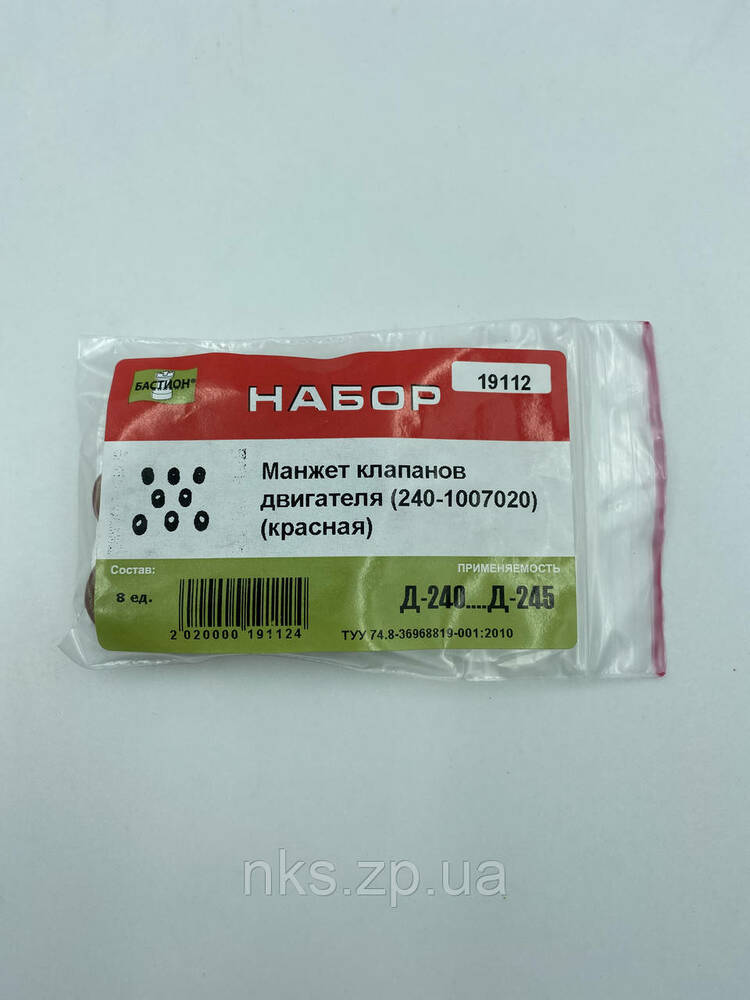 БАСТИОН®
НАБОР
19112
Манжет клапанов
двигателя (240-1007020)
(красная)
Состав:
ПРИМЕНЯЕМОСТЬ
8 ед.
Д-240....Д-245
2 020000 191124
ТУУ 74.8-36968819-001:2010
nks.zp.ua